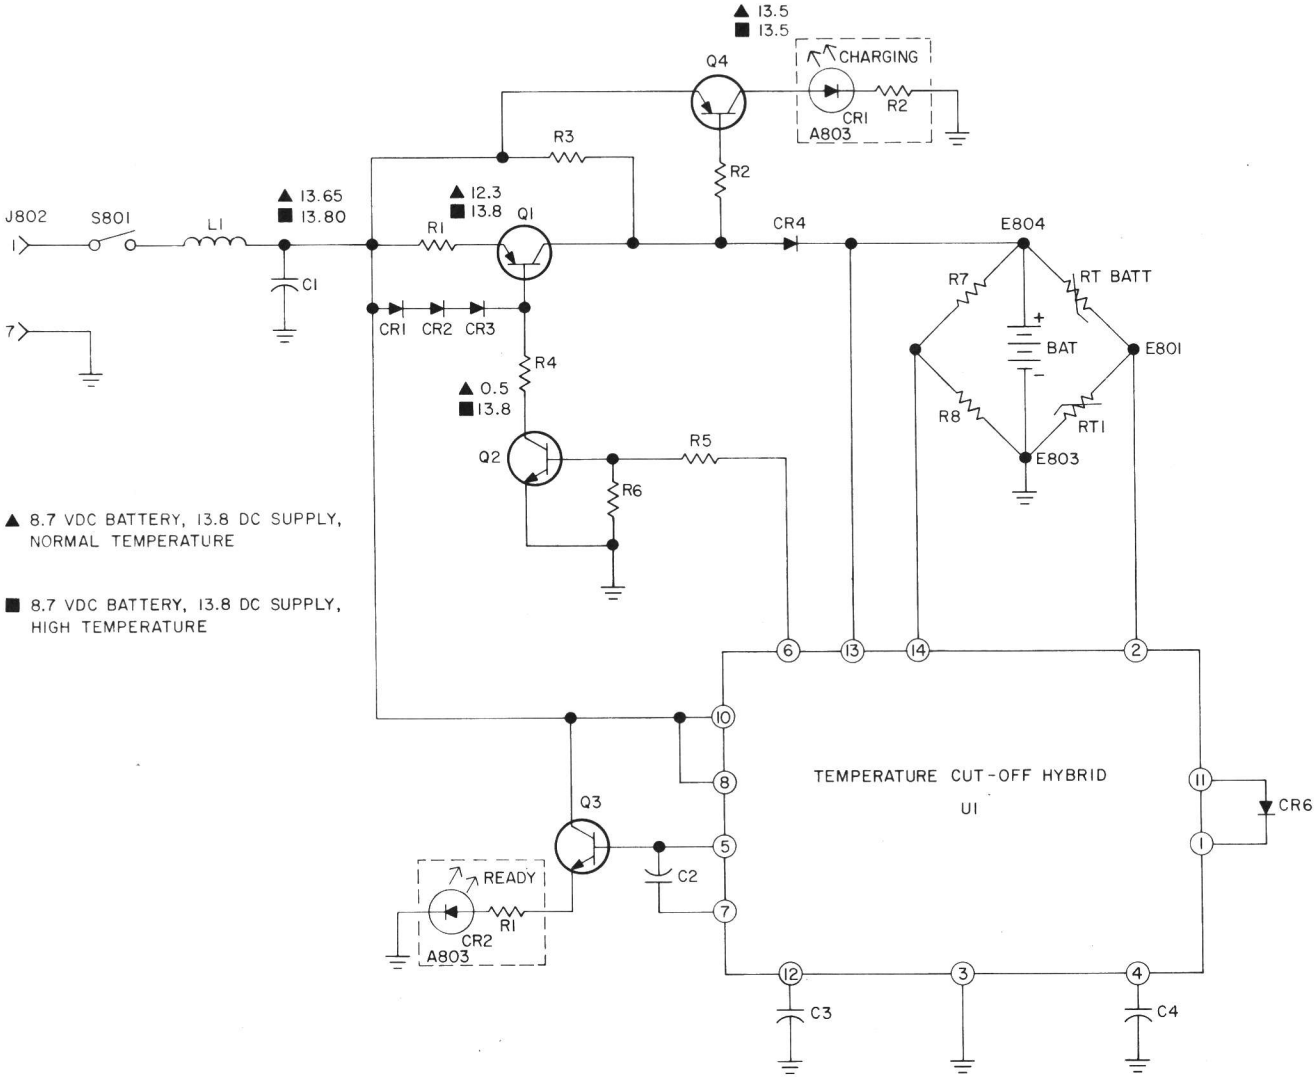 ▲ 13.5
■ 13.5
Q4
CHARGING
CR1
R2
A803
R3
R2
▲ 13.65
■ 13.80
▲ 12.3
■ 13.8
J802
S801
L1
R1
Q1
CR4
E804
1
C1
R7
RT BATT
7
CR1
CR2
CR3
+
BAT
-
E801
R4
▲ 0.5
■ 13.8
R8
RT1
Q2
R5
E803
R6
▲ 8.7 VDC BATTERY, 13.8 DC SUPPLY,
NORMAL TEMPERATURE
■ 8.7 VDC BATTERY, 13.8 DC SUPPLY,
HIGH TEMPERATURE
6
13
14
2
10
8
TEMPERATURE CUT-OFF HYBRID
U1
11
CR6
1
Q3
5
C2
7
READY
R1
CR2
A803
12
3
4
C3
C4